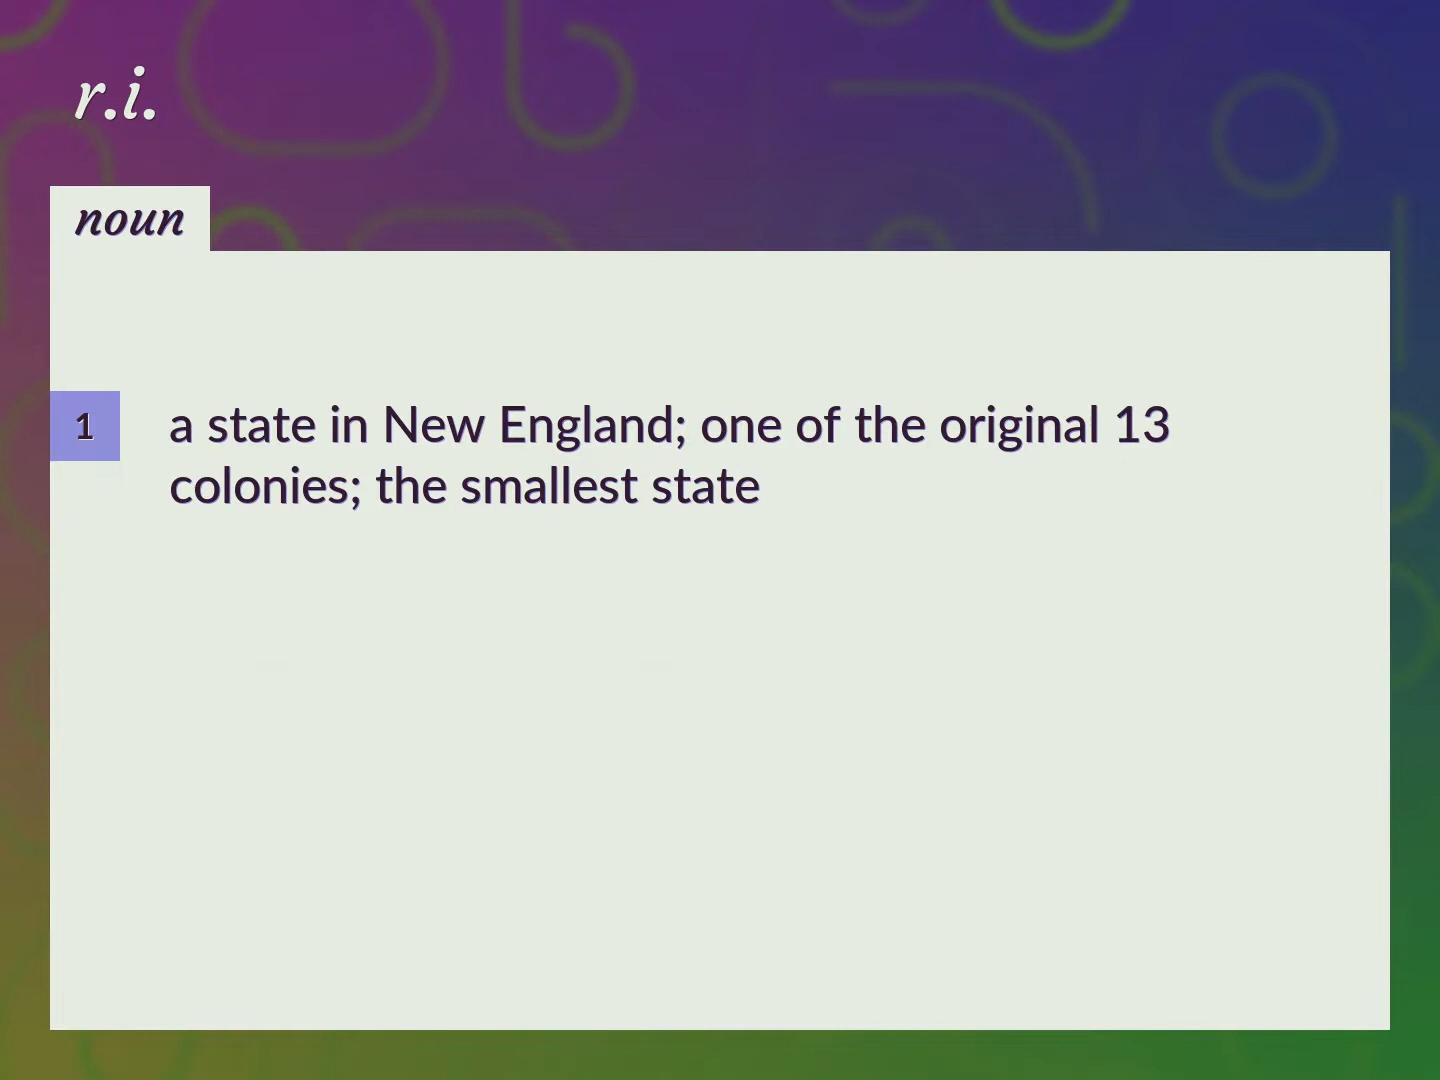 r.i.
noun
1
a state in New England; one of the original 13
colonies; the smallest state